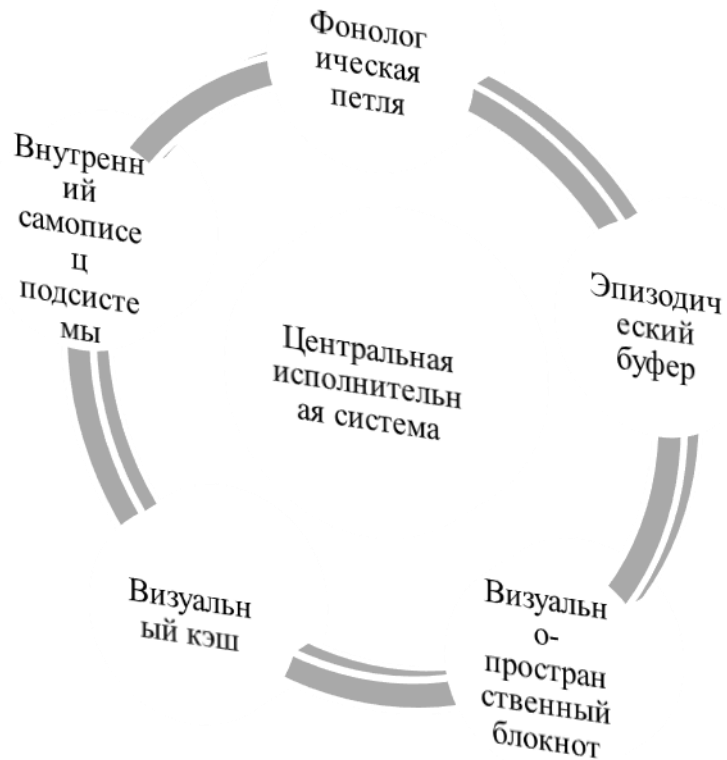 Фонолог
ическая
петля
Внутренн
ий
самописе
ц
подсисте
мы
Эпизодич
еский
буфер
Центральная
исполнительн
ая система
Визуальн
ый кэш
Визуальн
о-
простран
ственный
блокнот